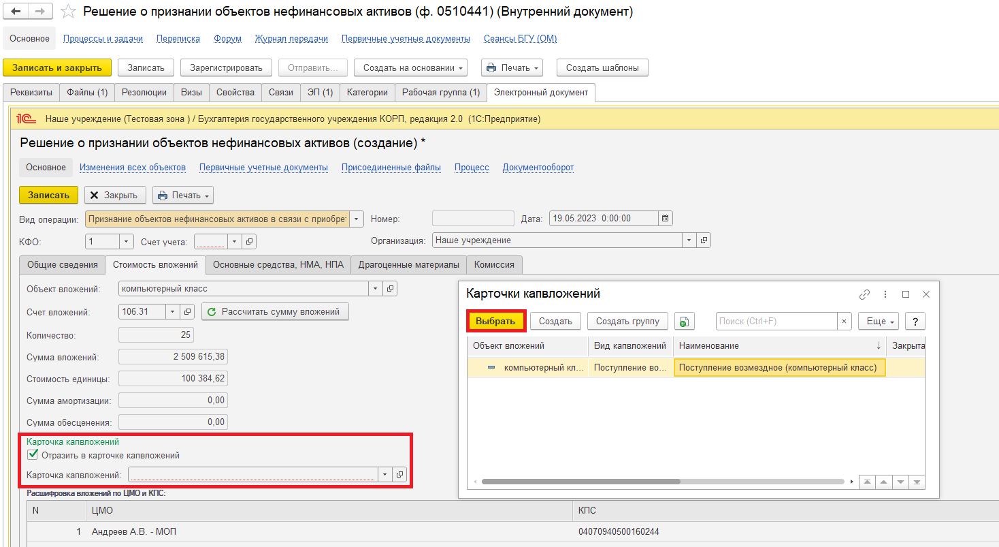 Решение о признании объектов нефинансовых активов (ф. 0510441) (Внутренний документ)
Основное Процессы и задачи Переписка Форум Журнал передачи Первичные учетные документы Сеансы БГУ (ОМ)
Записать и закрыть Записать Зарегистрировать Отправить... Создать на основании Печать Создать шаблоны
Реквизиты Файлы (1) Резолюции Визы Свойства Связи ЭП (1) Категории Рабочая группа (1) Электронный документ
1С Наше учреждение (Тестовая зона ) / Бухгалтерия государственного учреждения КОРП, редакция 2.0 (1С:Предприятие)
Решение о признании объектов нефинансовых активов (создание) *
Основное Изменения всех объектов Первичные учетные документы Присоединенные файлы Процесс Документооборот
Записать Закрыть Печать
Вид операции: Признание объектов нефинансовых активов в связи с приобрет Номер: Дата: 19.05.2023 0:00:00
КФО: 1 Счет учета: Организация: Наше учреждение
Общие сведения Стоимость вложений Основные средства, НМА, НПА Драгоценные материалы Комиссия
Объект вложений: компьютерный класс
Счет вложений: 106.31 Рассчитать сумму вложений
Количество: 25
Сумма вложений: 2 509 615,38
Стоимость единицы: 100 384,62
Сумма амортизации: 0,00
Сумма обесценения: 0,00
Карточка капвложений
Отразить в карточке капвложений
Карточка капвложений:
Расшифровка вложений по ЦМО и КПС:
N ЦМО КПС
1 Андреев А.В. - МОП 04070940500160244
Карточки капвложений
Выбрать Создать Создать группу Поиск (Ctrl+F) × Еще ?
Объект вложений Вид капвложений Наименование ↓ Закрыта
компьютерный кл... Поступление во... Поступление возмездное (компьютерный класс)